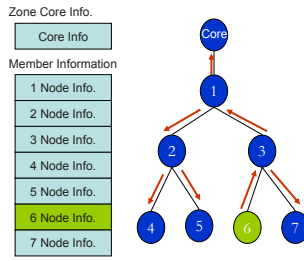 Zone Core Info.
Core Info
Member Information
1 Node Info.
2 Node Info.
3 Node Info.
4 Node Info.
5 Node Info.
6 Node Info.
7 Node Info.
Core
1
2
3
4
5
6
7